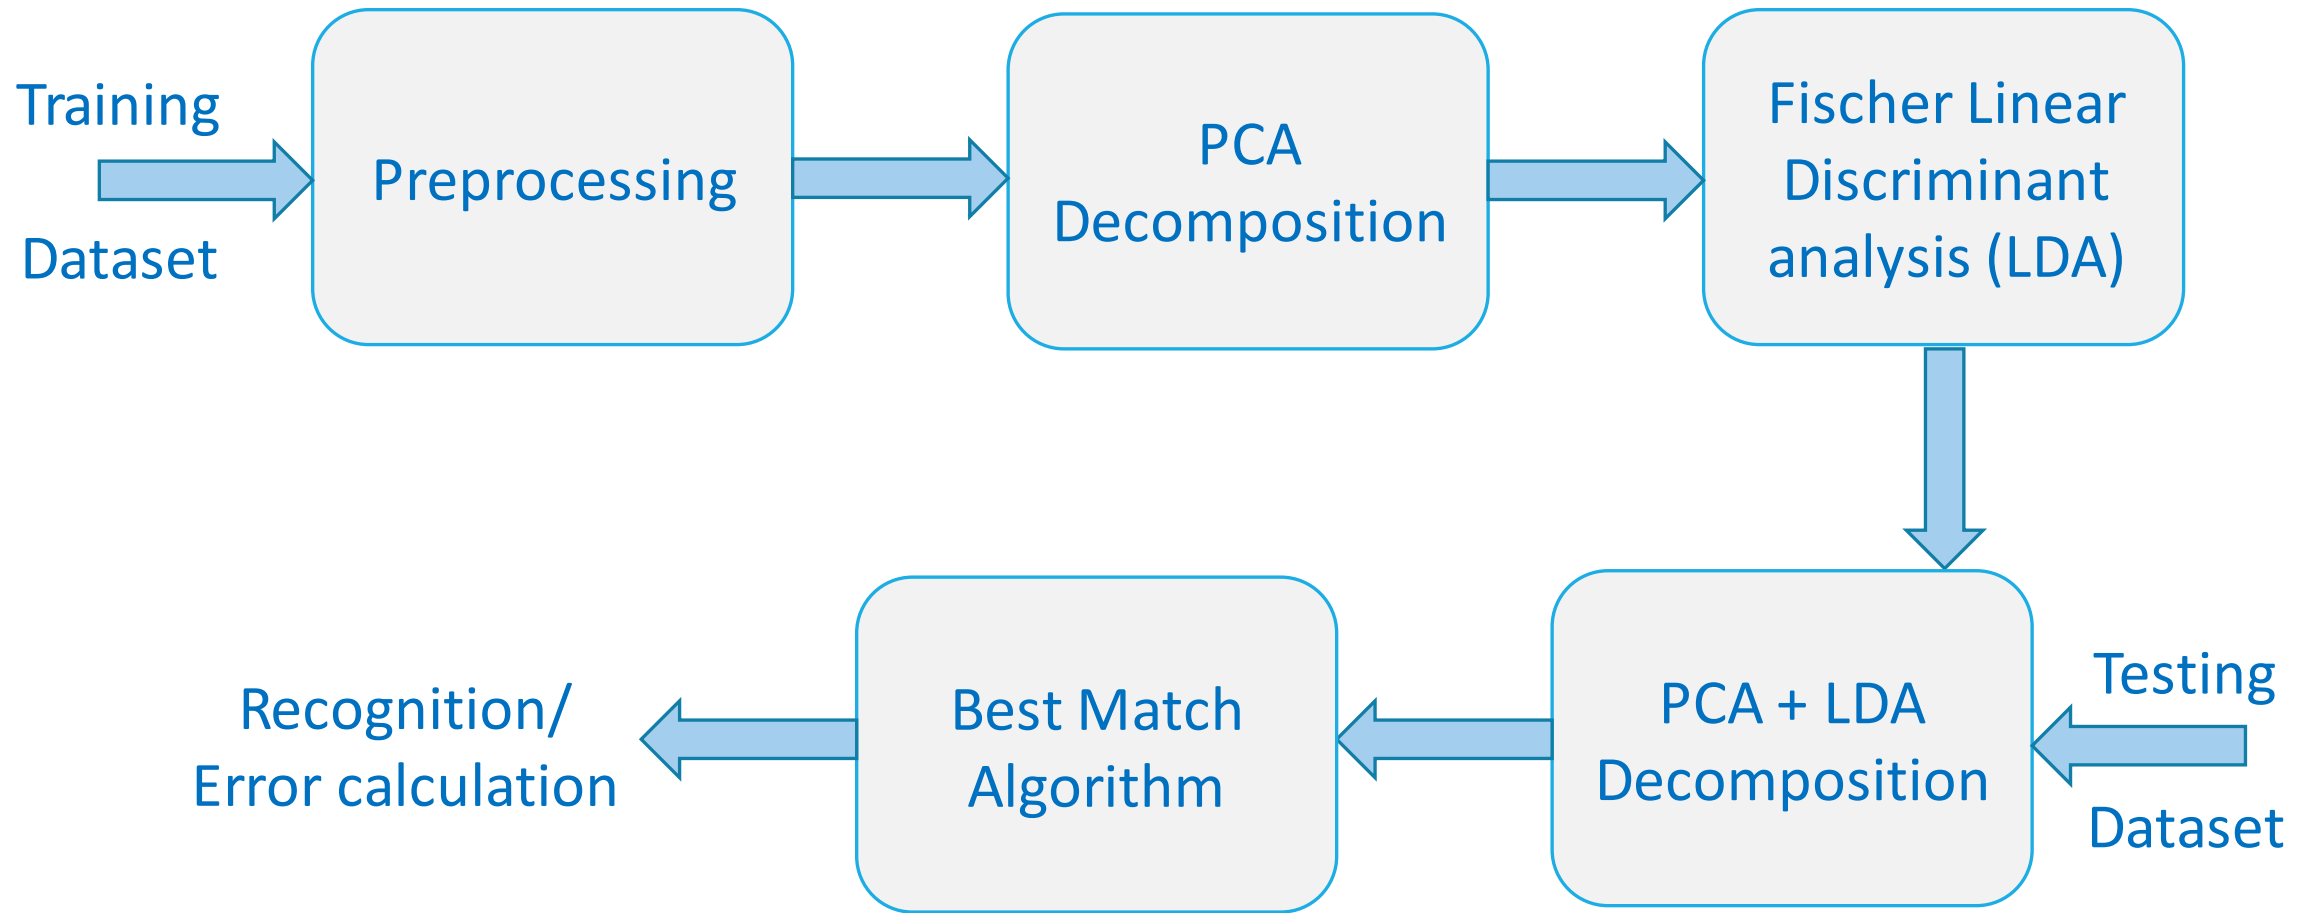 Training
Dataset
Preprocessing
PCA
Decomposition
Fischer Linear
Discriminant
analysis (LDA)
Testing
Dataset
PCA + LDA
Decomposition
Best Match
Algorithm
Recognition/
Error calculation